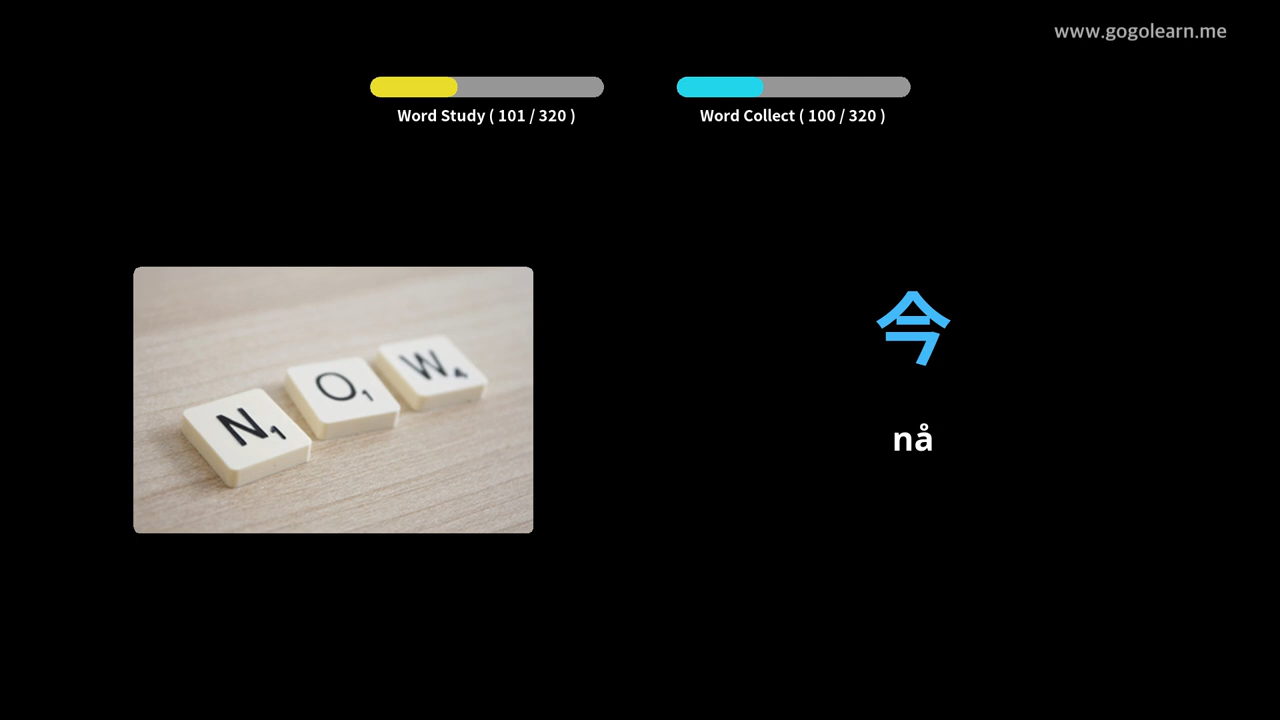 www.gogolearn.me
Word Study ( 101 / 320 )
Word Collect ( 100 / 320 )
N1 O1 W4
今
nå